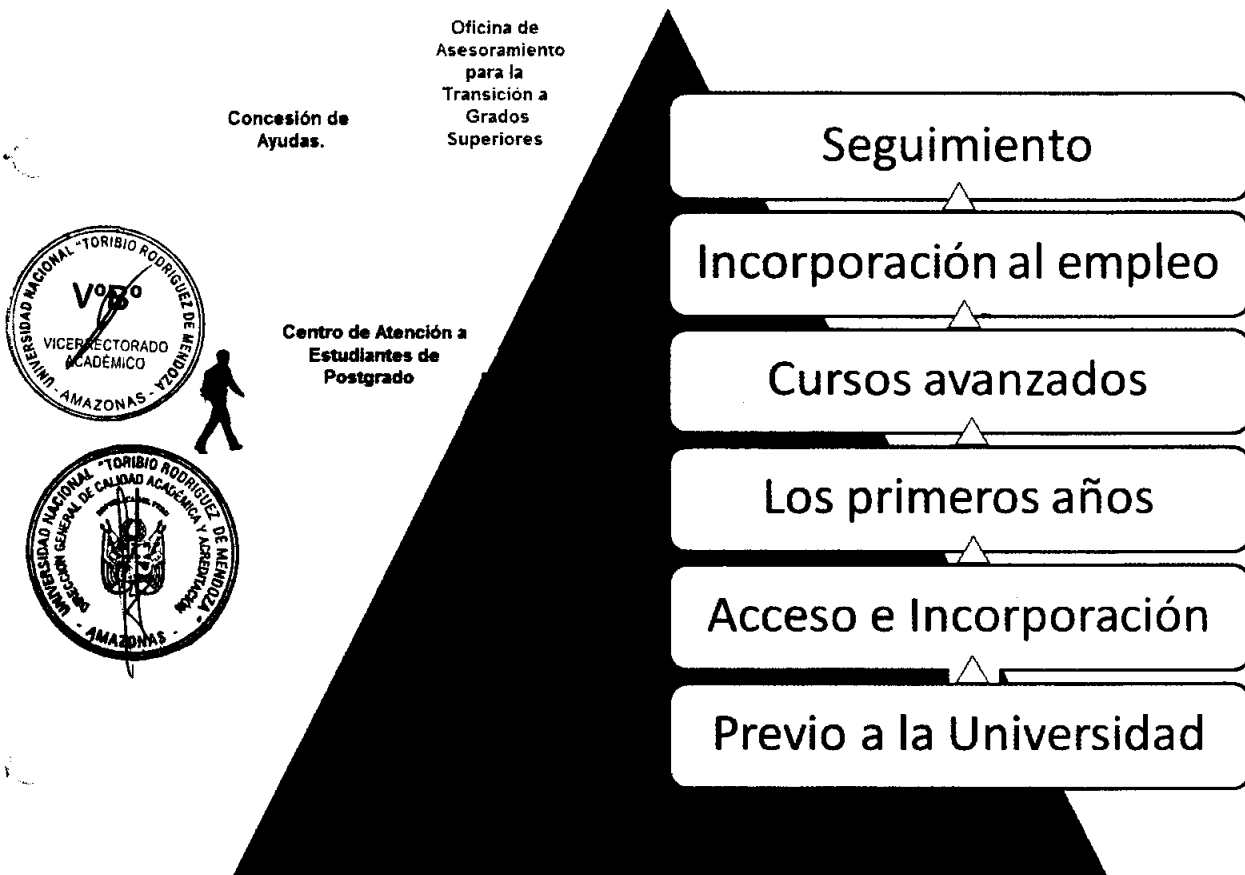 Oficina de
Asesoramiento
para la
Transición a
Grados
Superiores
Concesión de
Ayudas.
Centro de Atención a
Estudiantes de
Postgrado
Seguimiento
Incorporación al empleo
Cursos avanzados
Los primeros años
Acceso e Incorporación
Previo a la Universidad
UNIVERSIDAD NACIONAL "TORIBIO RODRIGUEZ DE MENDOZA
VºBº
VICERRECTORADO
ACADÉMICO
- AMAZONAS -
UNIVERSIDAD NACIONAL "TORIBIO RODRIGUEZ DE MENDOZA"
DIRECCIÓN GENERAL DE CALIDAD ACADÉMICA Y ACREDITACIÓN
- AMAZONAS -